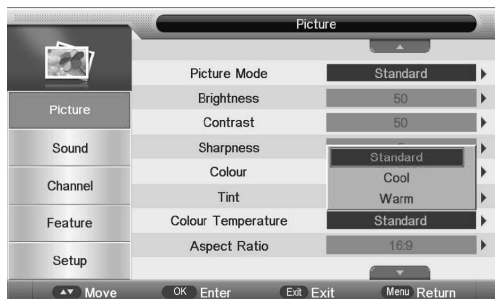 Picture
Picture
Sound
Channel
Feature
Setup
Picture Mode Standard
Brightness 50
Contrast 50
Sharpness
Colour
Tint
Colour Temperature Standard
Aspect Ratio 16:9
Standard
Cool
Warm
Move OK Enter Exit Exit Menu Return